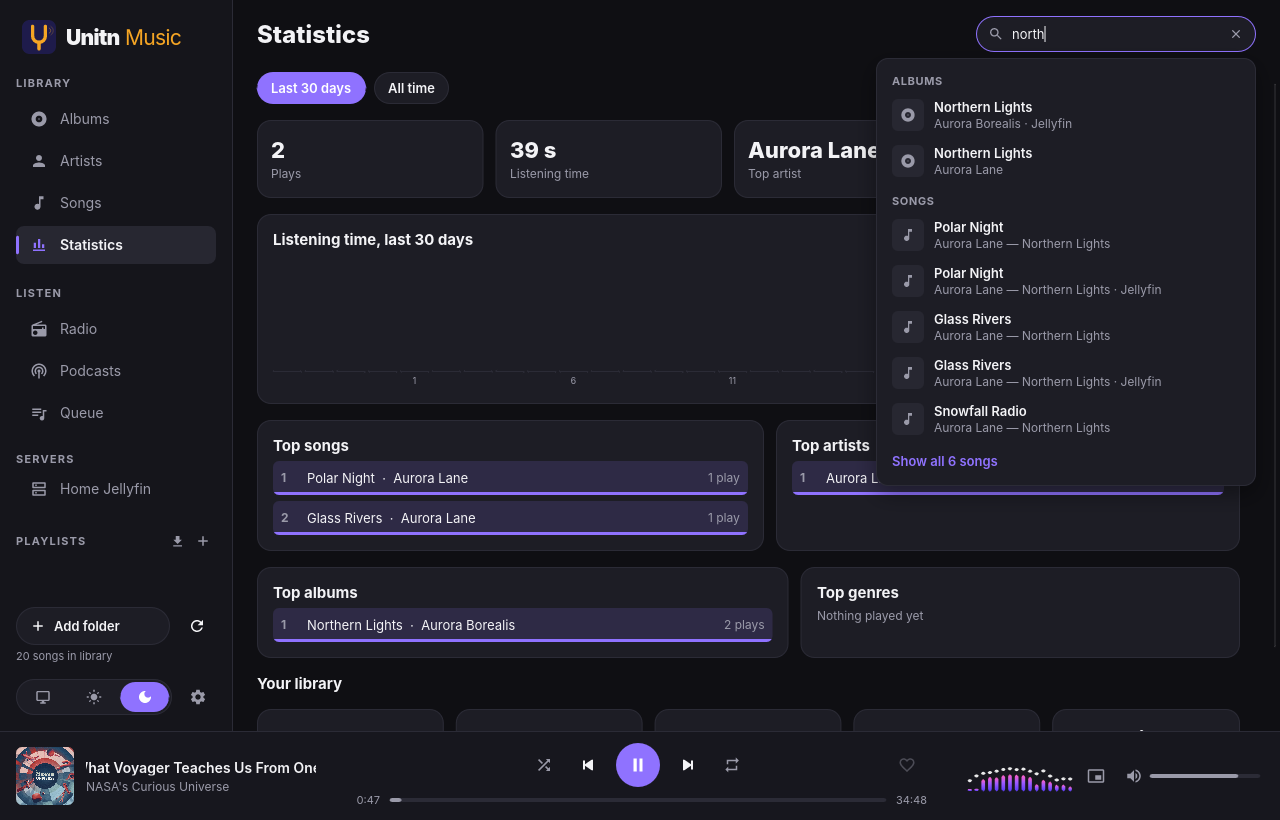 Unitn Music
LIBRARY
Albums
Artists
Songs
Statistics
LISTEN
Radio
Podcasts
Queue
SERVERS
Home Jellyfin
PLAYLISTS
Add folder
20 songs in library
Statistics
north
Last 30 days
All time
2
Plays
39 s
Listening time
Aurora Lane
Top artist
Listening time, last 30 days
1
6
11
ALBUMS
Northern Lights
Aurora Borealis · Jellyfin
Northern Lights
Aurora Lane
SONGS
Polar Night
Aurora Lane — Northern Lights
Polar Night
Aurora Lane — Northern Lights · Jellyfin
Glass Rivers
Aurora Lane — Northern Lights
Glass Rivers
Aurora Lane — Northern Lights · Jellyfin
Snowfall Radio
Aurora Lane — Northern Lights
Show all 6 songs
Top songs
1 Polar Night · Aurora Lane 1 play
2 Glass Rivers · Aurora Lane 1 play
Top artists
1 Aurora L
Top albums
1 Northern Lights · Aurora Borealis 2 plays
Top genres
Nothing played yet
Your library
What Voyager Teaches Us From One
NASA's Curious Universe
0:47
34:48